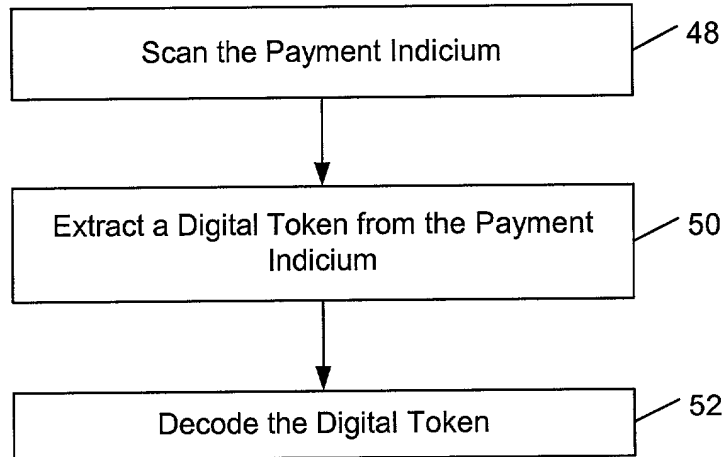 Scan the Payment Indicium
48
Extract a Digital Token from the Payment
Indicium
50
Decode the Digital Token
52